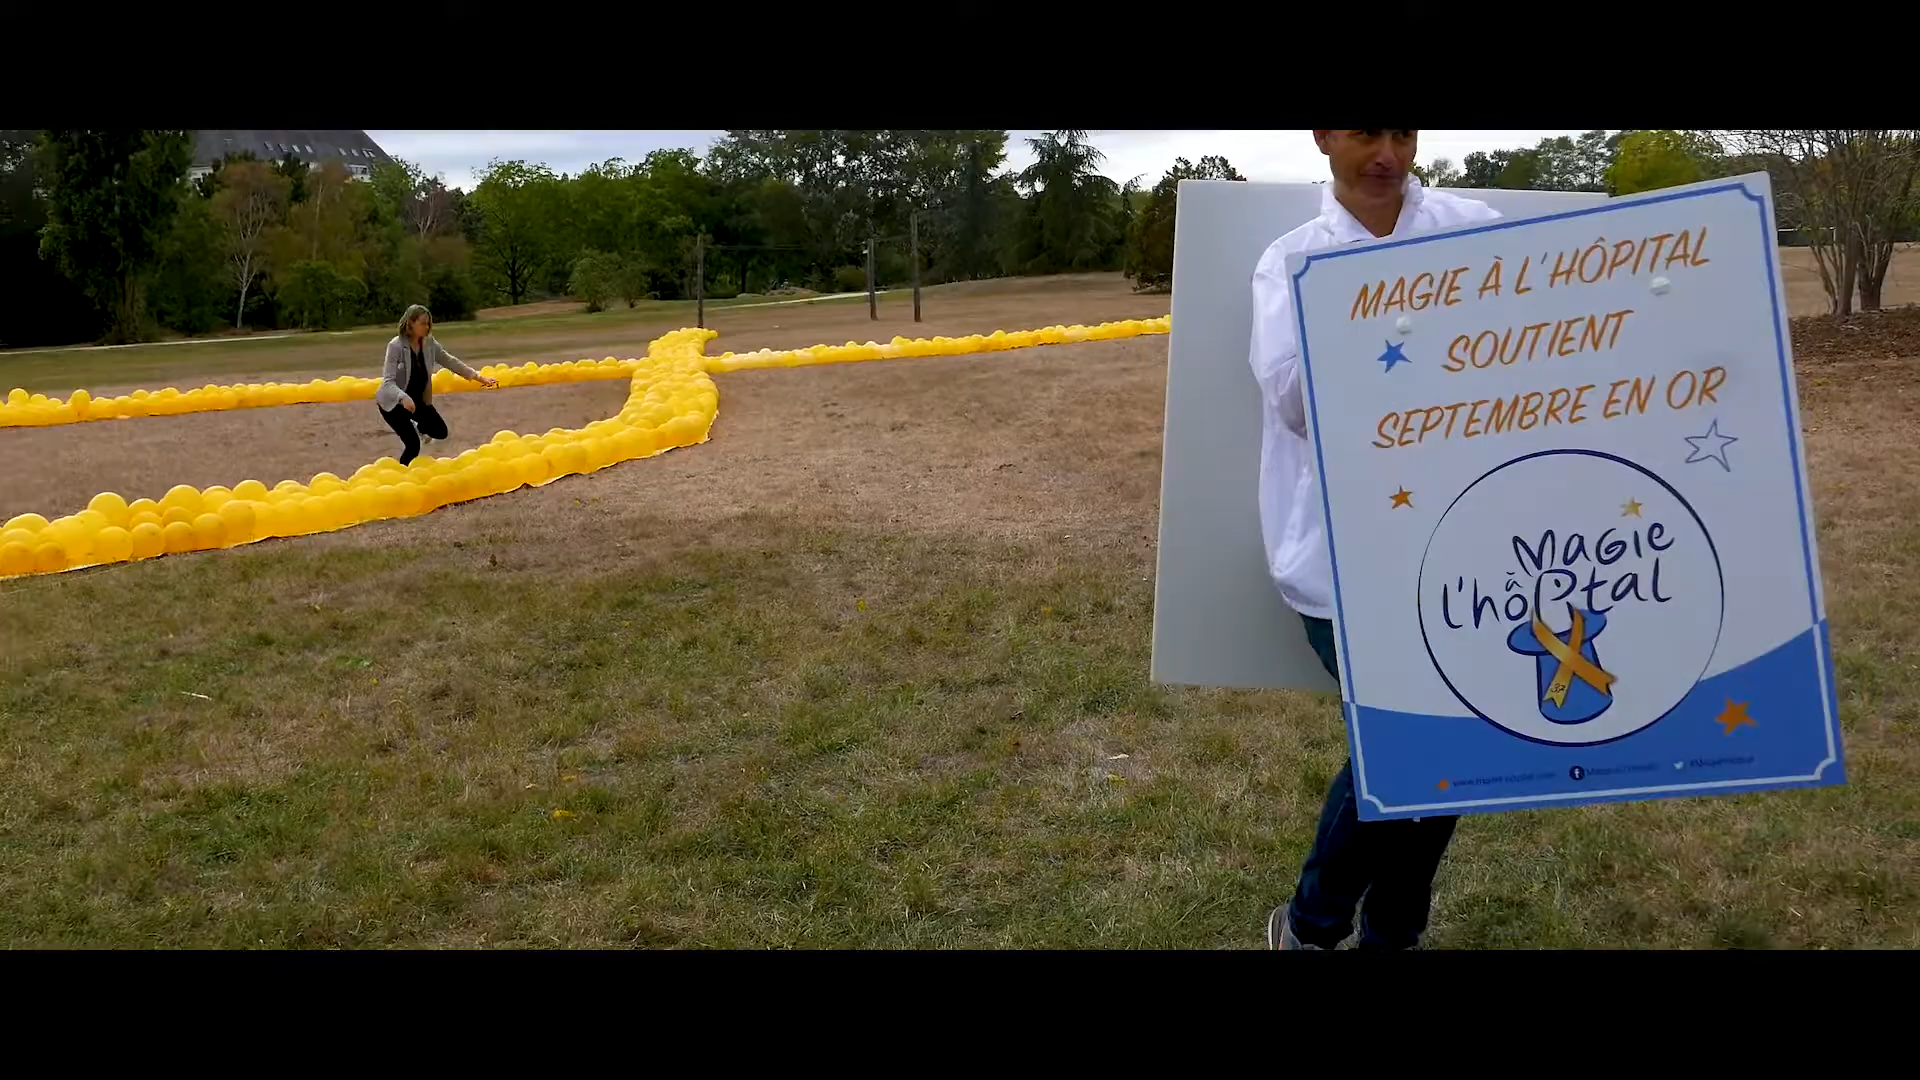 MAGIE À L'HÔPITAL
SOUTIENT
SEPTEMBRE EN OR
MAGIE
à
l'hôpital